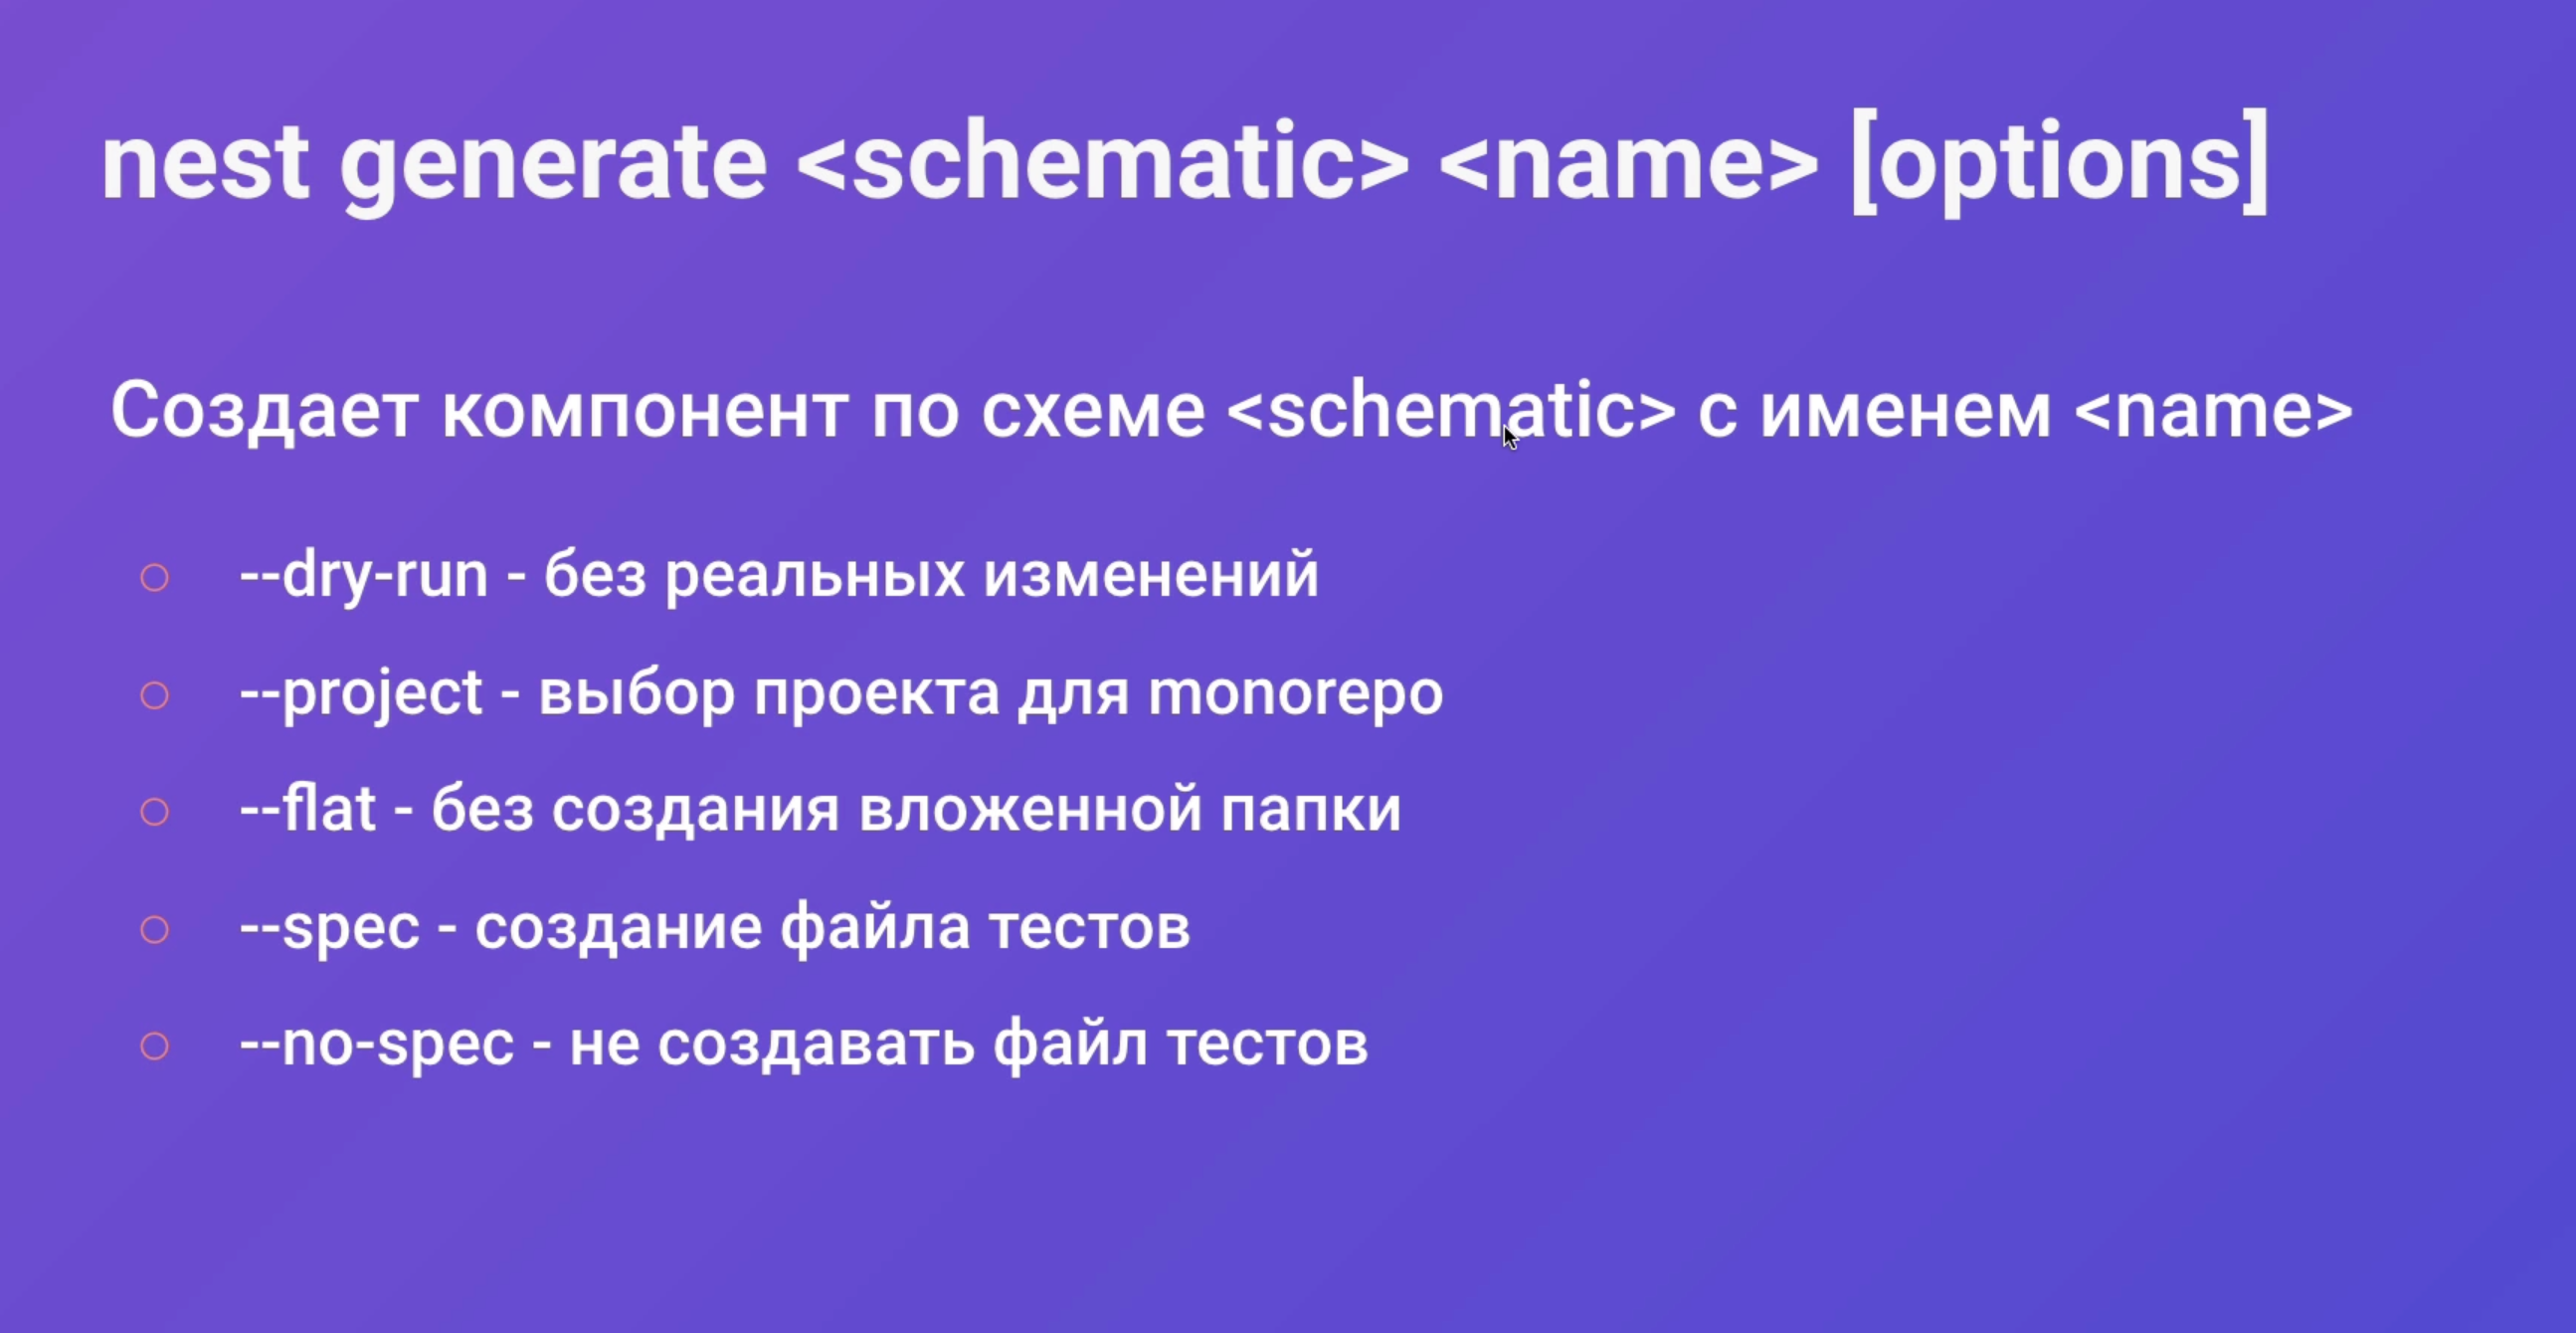 nest generate <schematic> <name> [options]
Создает компонент по схеме <schematic> с именем <name>
--dry-run - без реальных изменений
--project - выбор проекта для monorepo
--flat - без создания вложенной папки
--spec - создание файла тестов
--no-spec - не создавать файл тестов